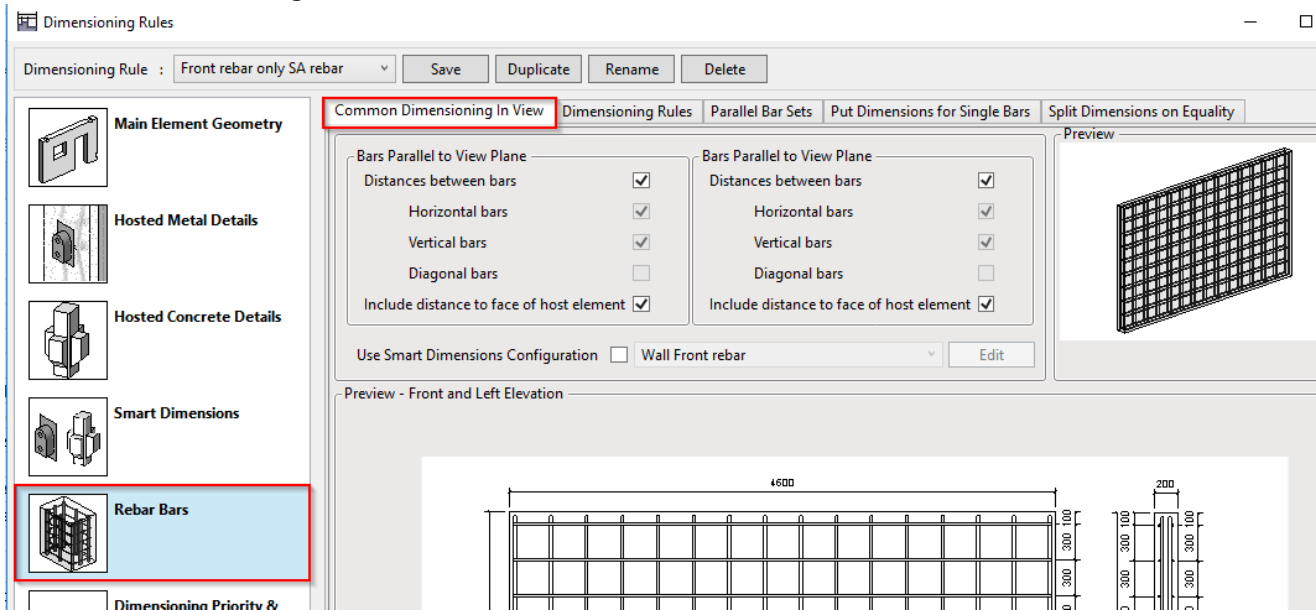 Dimensioning Rules
Dimensioning Rule : Front rebar only SA rebar Save Duplicate Rename Delete
Main Element Geometry
Hosted Metal Details
Hosted Concrete Details
Smart Dimensions
Rebar Bars
Dimensioning Priority &
Common Dimensioning In View Dimensioning Rules Parallel Bar Sets Put Dimensions for Single Bars Split Dimensions on Equality
Bars Parallel to View Plane
Distances between bars
Horizontal bars
Vertical bars
Diagonal bars
Include distance to face of host element
Bars Parallel to View Plane
Distances between bars
Horizontal bars
Vertical bars
Diagonal bars
Include distance to face of host element
Use Smart Dimensions Configuration Wall Front rebar Edit
Preview
Preview - Front and Left Elevation
4600
200
100
300
300
100
300
300
100
300
300